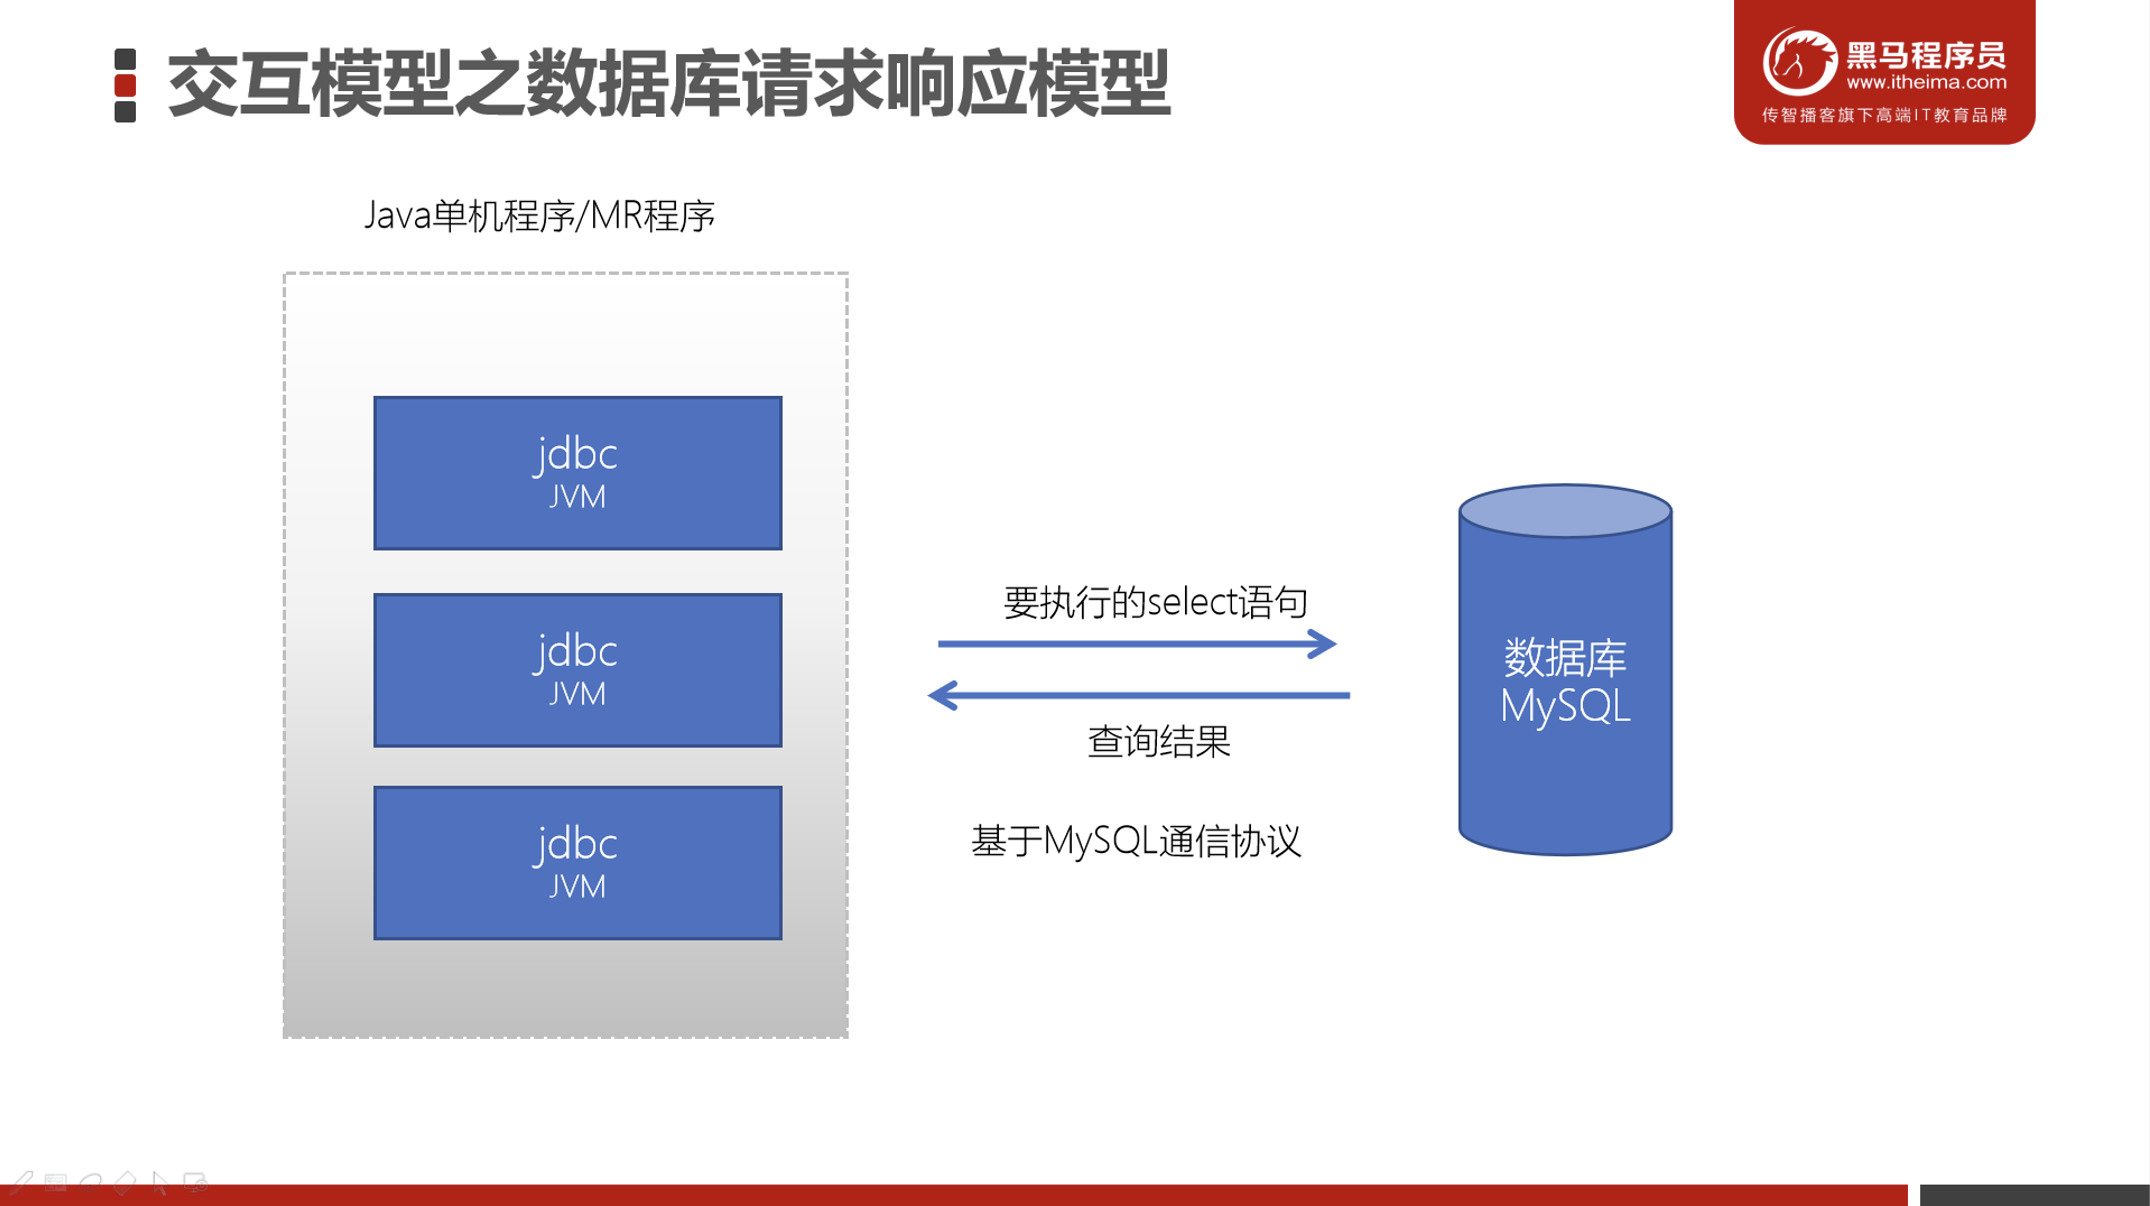 交互模型之数据库请求响应模型
黑马程序员
www.itheima.com
传智播客旗下高端IT教育品牌
Java单机程序/MR程序
jdbc
JVM
jdbc
JVM
jdbc
JVM
要执行的select语句
查询结果
基于MySQL通信协议
数据库
MySQL